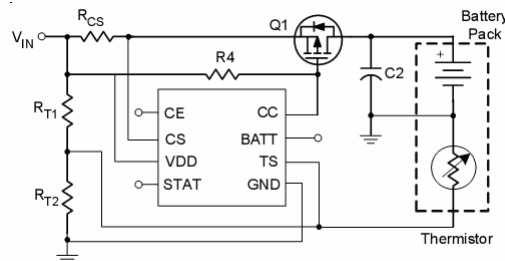 R_CS
Q1
Battery
Pack
V_IN
R4
+
C2
R_T1
CE
CC
CS
BATT
VDD
TS
R_T2
STAT
GND
Thermistor